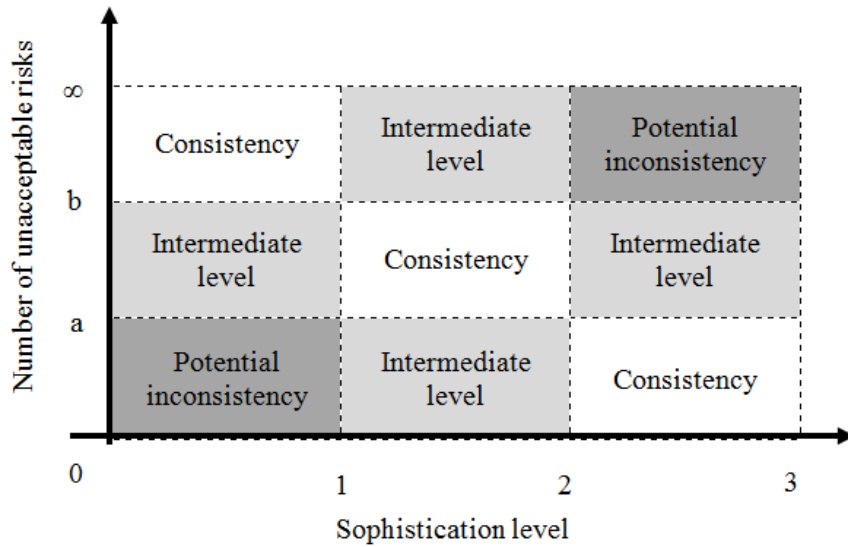 Number of unacceptable risks
∞
Consistency
Intermediate
level
Potential
inconsistency
b
Intermediate
level
Consistency
Intermediate
level
a
Potential
inconsistency
Intermediate
level
Consistency
0
1
2
3
Sophistication level